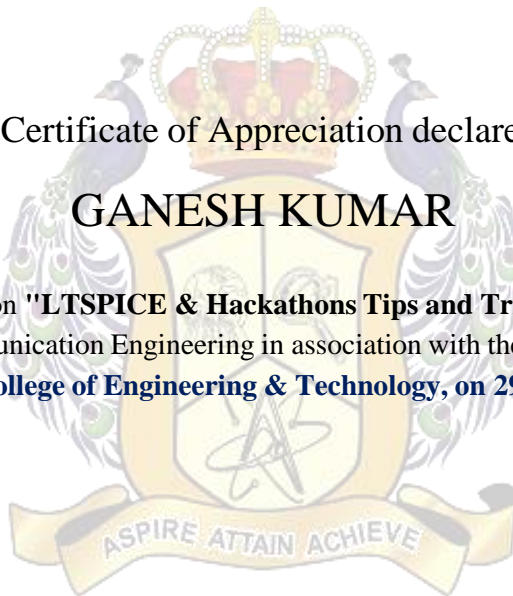 Certificate of Appreciation declare
GANESH KUMAR
on "LTSPICE & Hackathons Tips and Tr
unication Engineering in association with the
ollege of Engineering & Technology, on 29
ASPIRE ATTAIN ACHIEVE